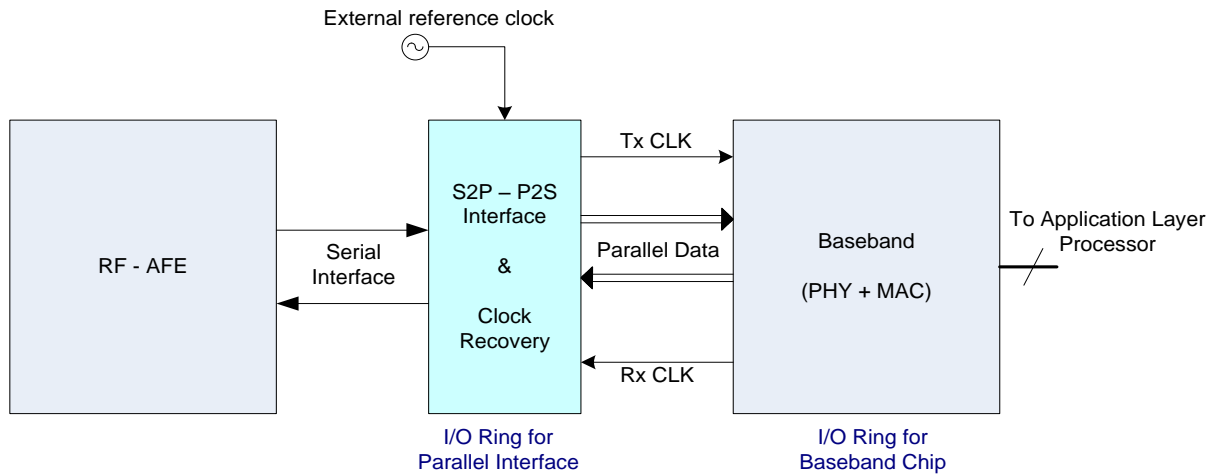 External reference clock
RF - AFE
Serial
Interface
S2P – P2S
Interface
&
Clock
Recovery
Tx CLK
Parallel Data
Rx CLK
Baseband
(PHY + MAC)
To Application Layer
Processor
I/O Ring for
Parallel Interface
I/O Ring for
Baseband Chip